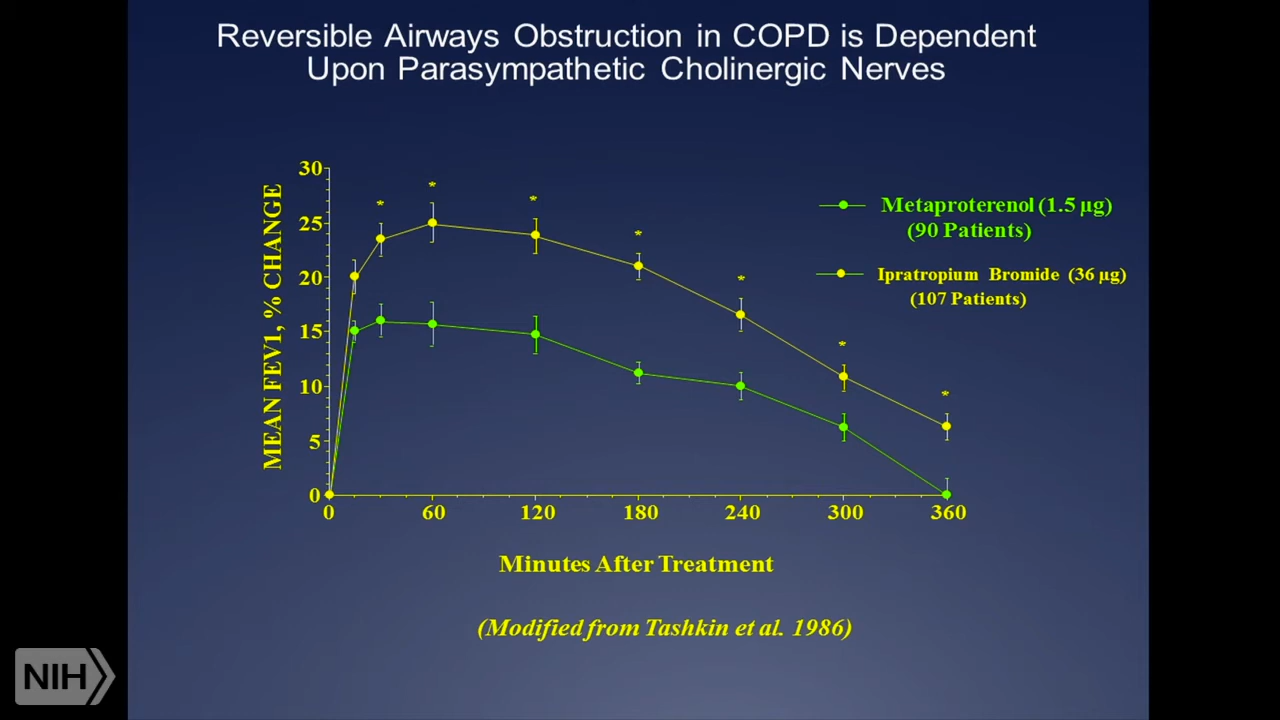 Reversible Airways Obstruction in COPD is Dependent
Upon Parasympathetic Cholinergic Nerves
MEAN FEV1, % CHANGE
30
25
20
15
10
5
0
*
*
*
*
*
*
*
*
Metaproterenol (1.5 µg)
(90 Patients)
Ipratropium Bromide (36 µg)
(107 Patients)
0 60 120 180 240 300 360
Minutes After Treatment
(Modified from Tashkin et al. 1986)
NIH